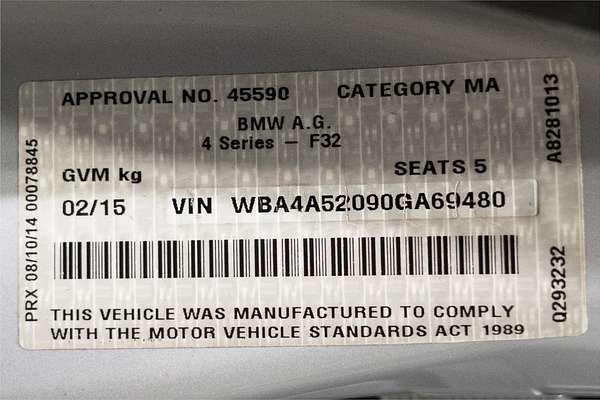 APPROVAL NO. 45590 CATEGORY MA
BMW A.G.
4 Series – F32
GVM kg SEATS 5
02/15 VIN WBA4A52090GA69480
THIS VEHICLE WAS MANUFACTURED TO COMPLY
WITH THE MOTOR VEHICLE STANDARDS ACT 1989
PRX 08/10/14 00078845
A8281013
Q293232